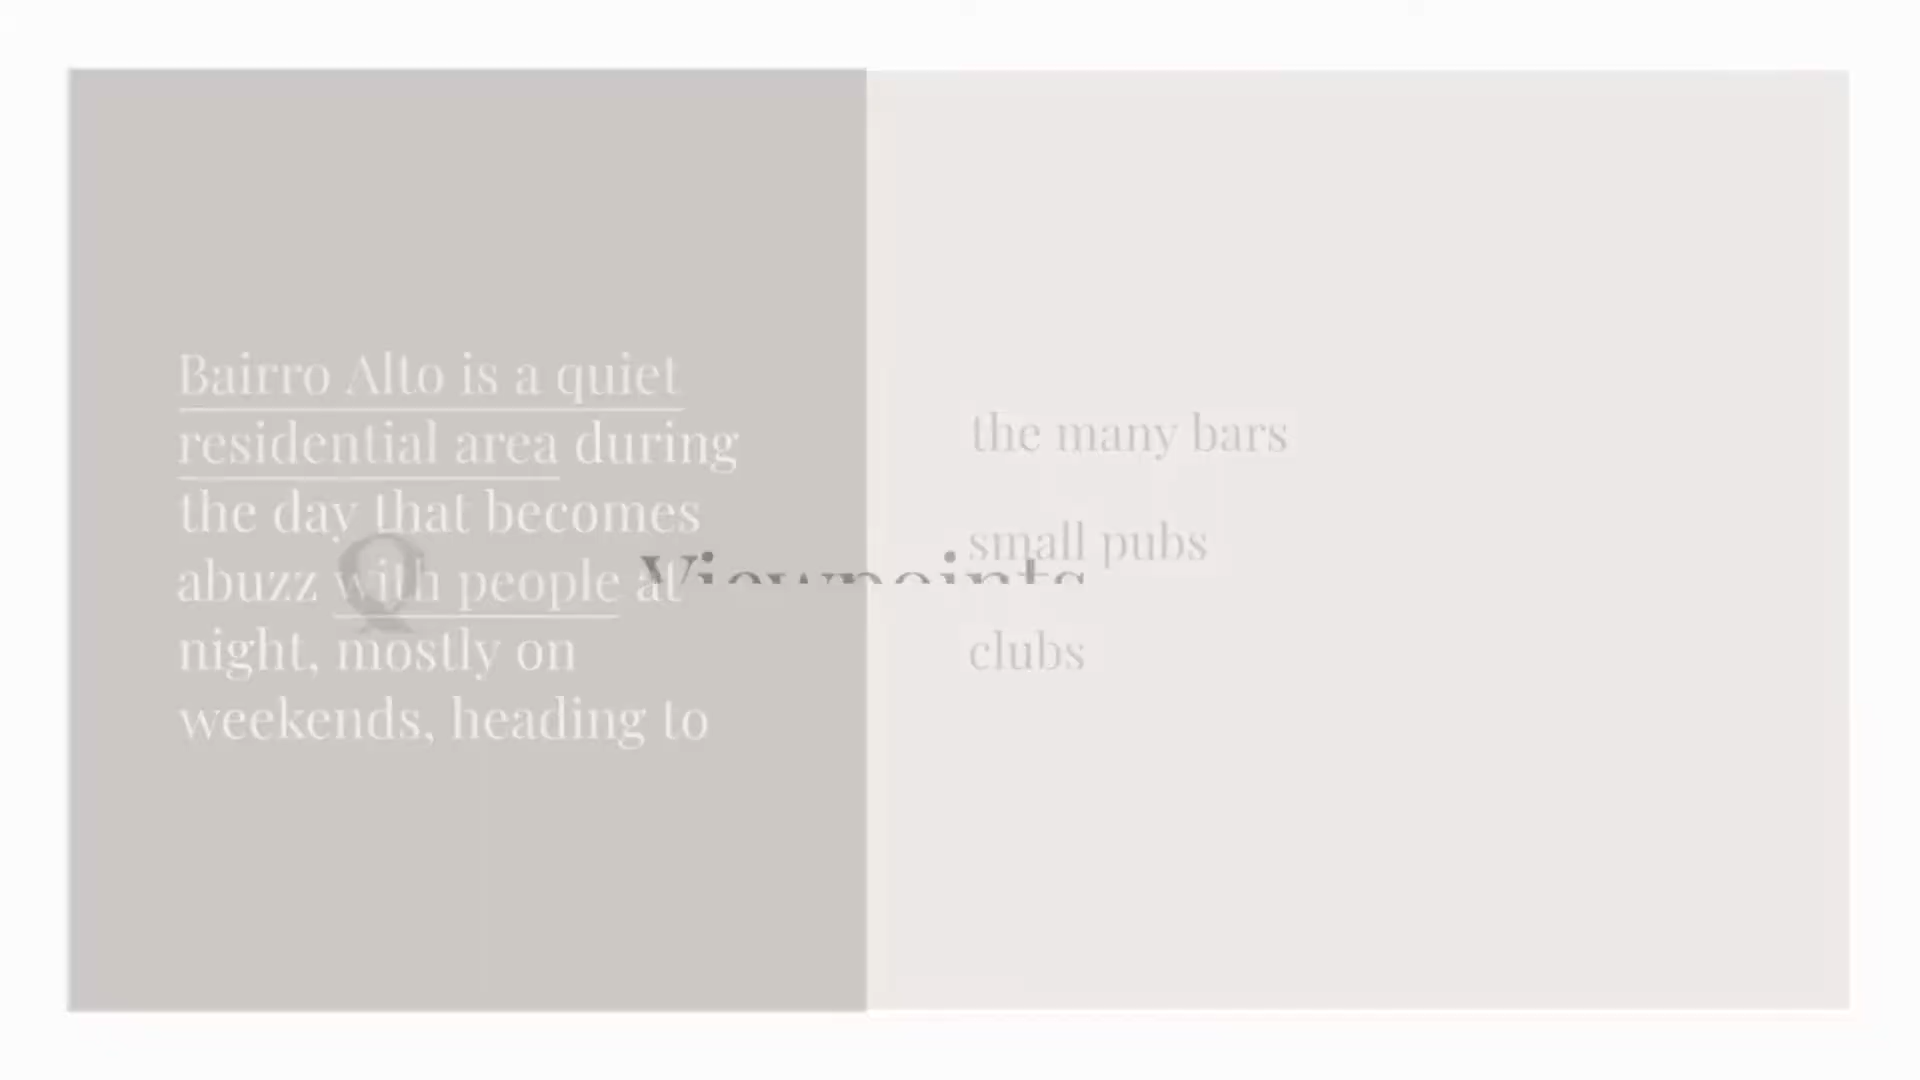 Bairro Alto is a quiet
residential area during
the day that becomes
abuzz with people at
night, mostly on
weekends, heading to
the many bars
small pubs
clubs
Q
Viewpoints